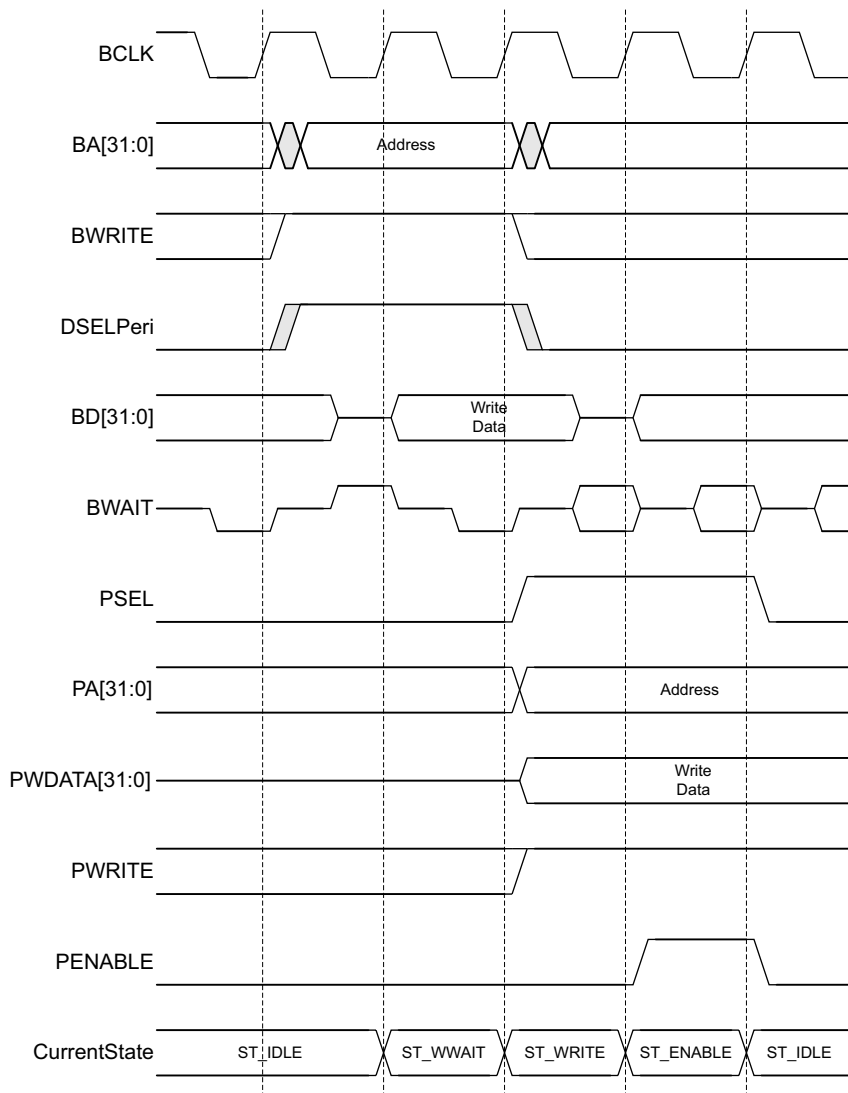 BCLK
BA[31:0]
Address
BWRITE
DSELPeri
BD[31:0]
Write
Data
BWAIT
PSEL
PA[31:0]
Address
PWDATA[31:0]
Write
Data
PWRITE
PENABLE
CurrentState
ST_IDLE
ST_WWAIT
ST_WRITE
ST_ENABLE
ST_IDLE